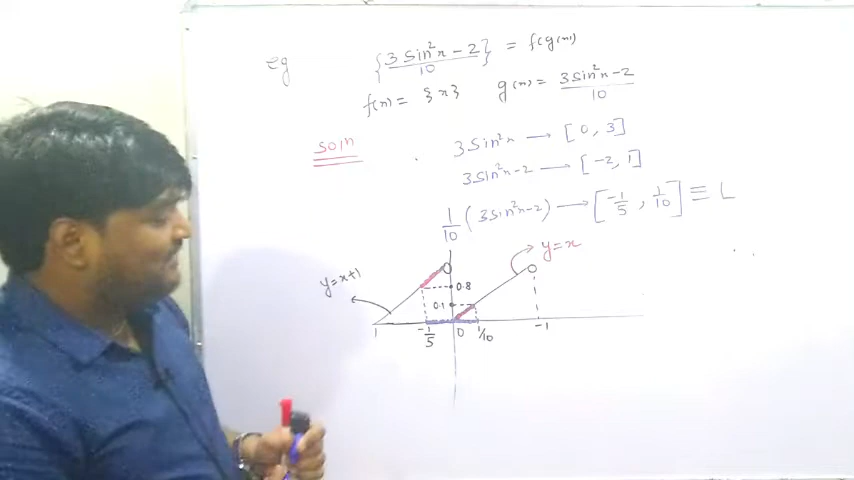 eg {3 sin²x - 2 / 10} = f(g(x))
f(x) = {x} g(x) = 3 sin²x - 2 / 10
Solⁿ
3 sin²x → [0, 3]
3 sin²x - 2 → [-2, 1]
1/10 (3 sin²x - 2) → [-1/5, 1/10] ≡ L
y = x
y = x+1
0.8
0.1
1 -1/5 0 1/10 -1